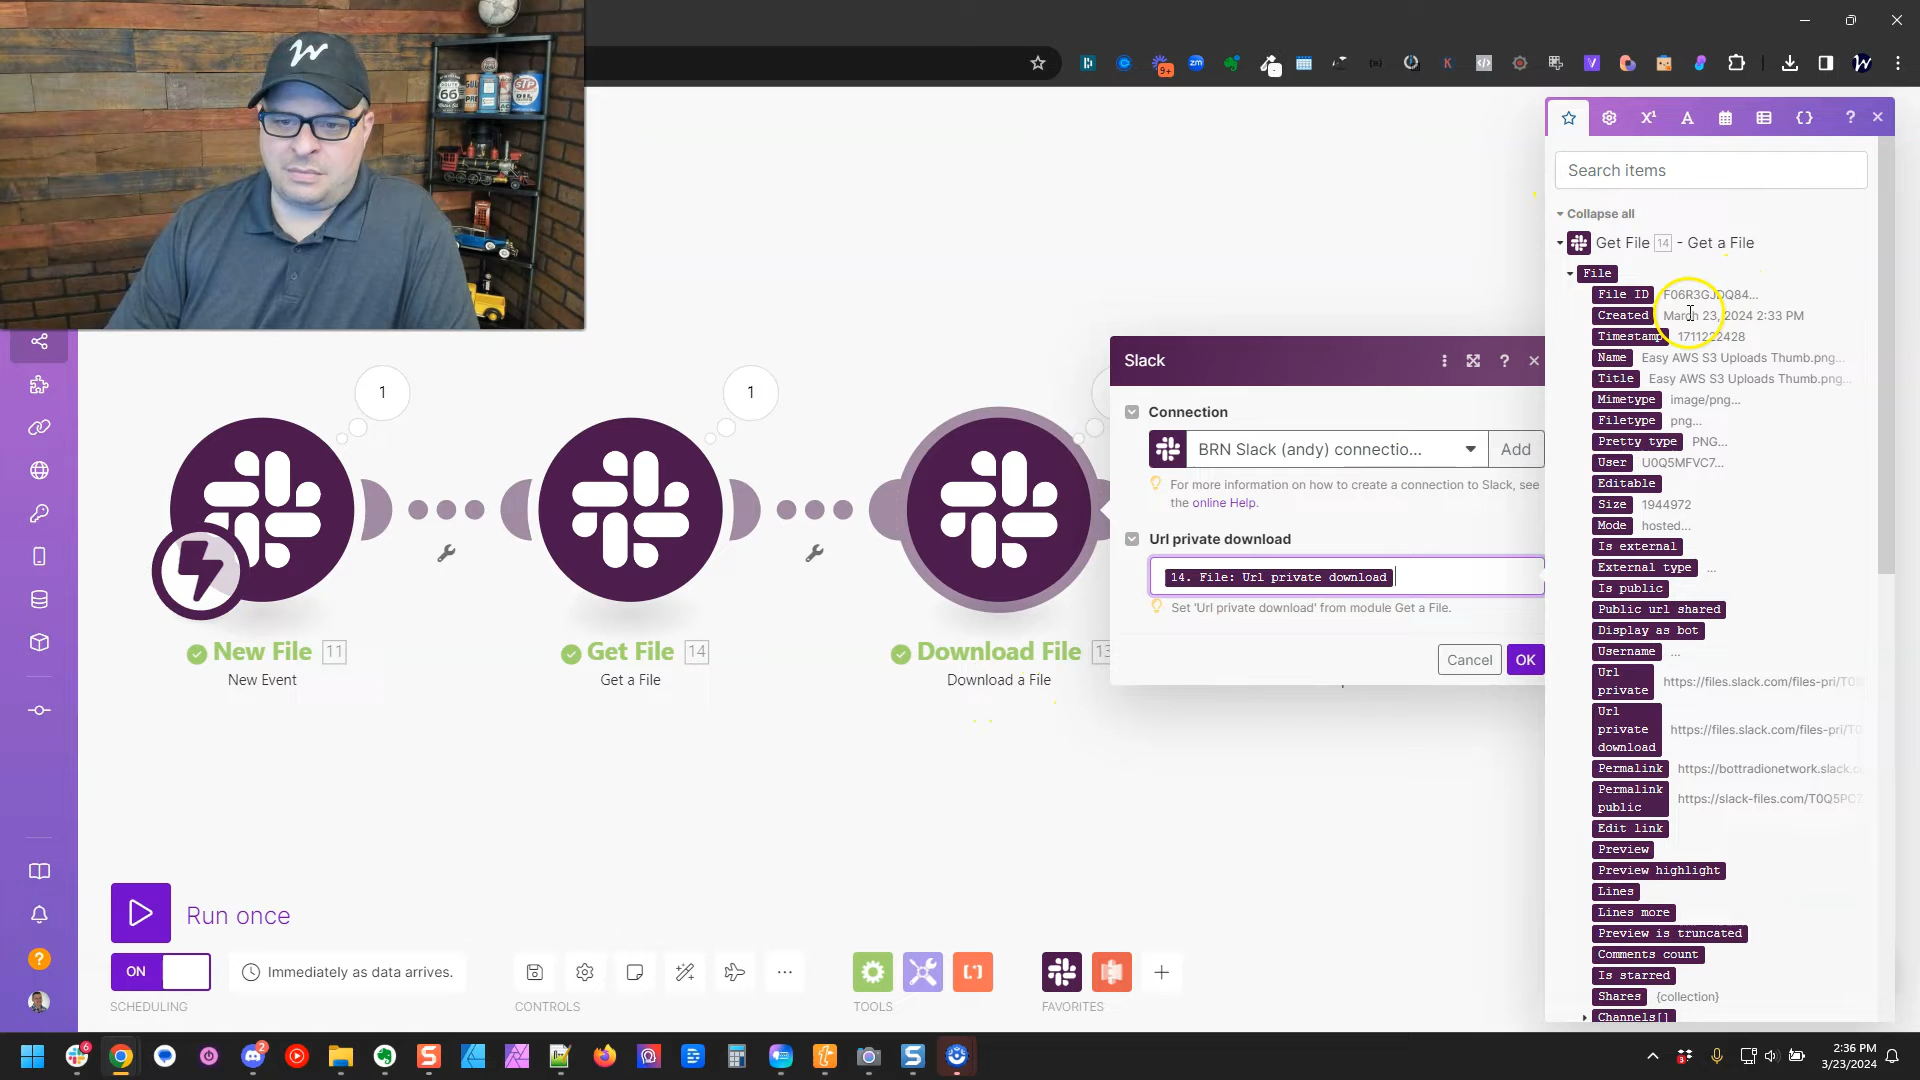 9+
zm
ROUTE
66
STP
Search items
Collapse all
Get File 14 - Get a File
File
File ID F06R3GJDQ84...
Created March 23, 2024 2:33 PM
Timestamp 1711222428
Name Easy AWS S3 Uploads Thumb.png...
Title Easy AWS S3 Uploads Thumb.png...
Mimetype image/png...
Filetype png...
Pretty type PNG...
User U0Q5MFVC7...
Editable
Size 1944972
Mode hosted...
Is external
External type ...
Is public
Public url shared
Display as bot
Username ...
Url
private https://files.slack.com/files-pri/T0
Url
private
download https://files.slack.com/files-pri/T0
Permalink https://bottradionetwork.slack.c
Permalink
public https://slack-files.com/T0Q5PC7
Edit link
Preview
Preview highlight
Lines
Lines more
Preview is truncated
Comments count
Is starred
Shares {collection}
Channels[]
Slack
Connection
BRN Slack (andy) connectio... Add
For more information on how to create a connection to Slack, see
the online Help.
Url private download
14. File: Url private download
Set 'Url private download' from module Get a File.
Cancel OK
1
1
New File 11
New Event
Get File 14
Get a File
Download File 13
Download a File
Run once
ON
Immediately as data arrives.
SCHEDULING
CONTROLS
TOOLS
FAVORITES
2:36 PM
3/23/2024